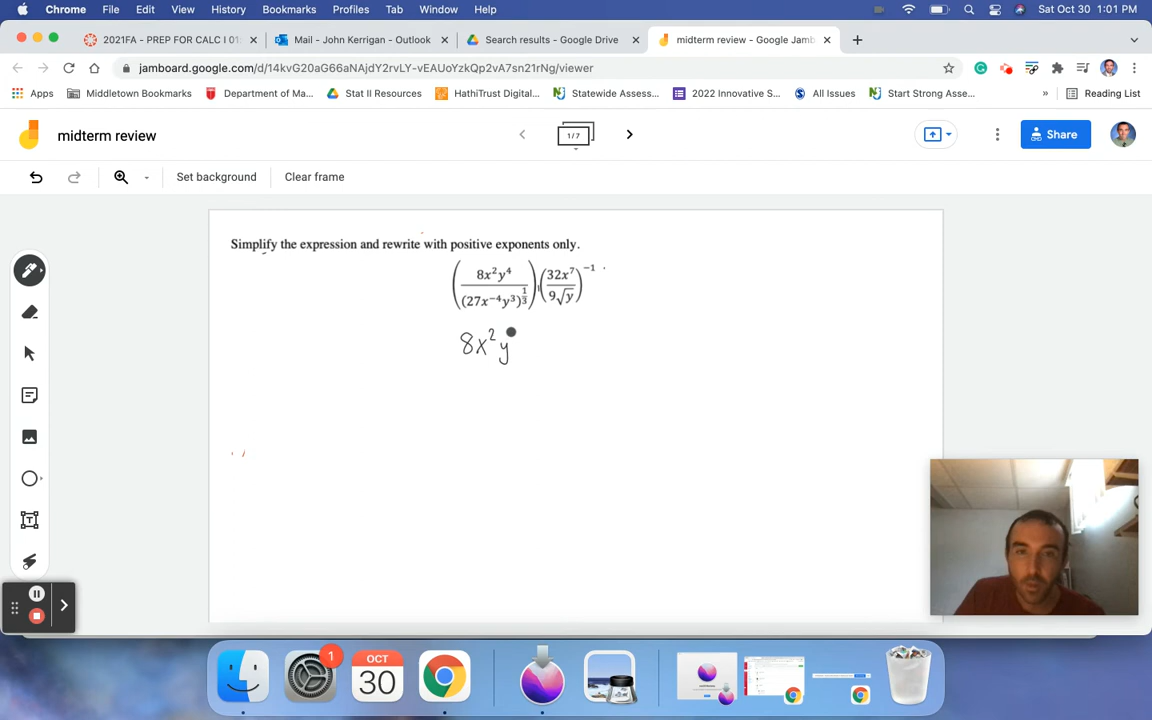 Chrome File Edit View History Bookmarks Profiles Tab Window Help Sat Oct 30 1:01 PM
2021FA - PREP FOR CALC I 01: × Mail - John Kerrigan - Outlook × Search results - Google Drive × midterm review - Google Jamb × +
jamboard.google.com/d/14kvG20aG66aNAjdY2rvLY-vEAUoYzkQp2vA7sn21rNg/viewer
Apps Middletown Bookmarks Department of Ma... Stat II Resources HathiTrust Digital... Statewide Assess... 2022 Innovative S... All Issues Start Strong Asse... » Reading List
midterm review 1/7 Share
Set background Clear frame
Simplify the expression and rewrite with positive exponents only.
(8x²y⁴ / (27x⁻⁴y³)^(1/3)) · (32x⁷ / 9√y)⁻¹
8x²y
1
OCT
30